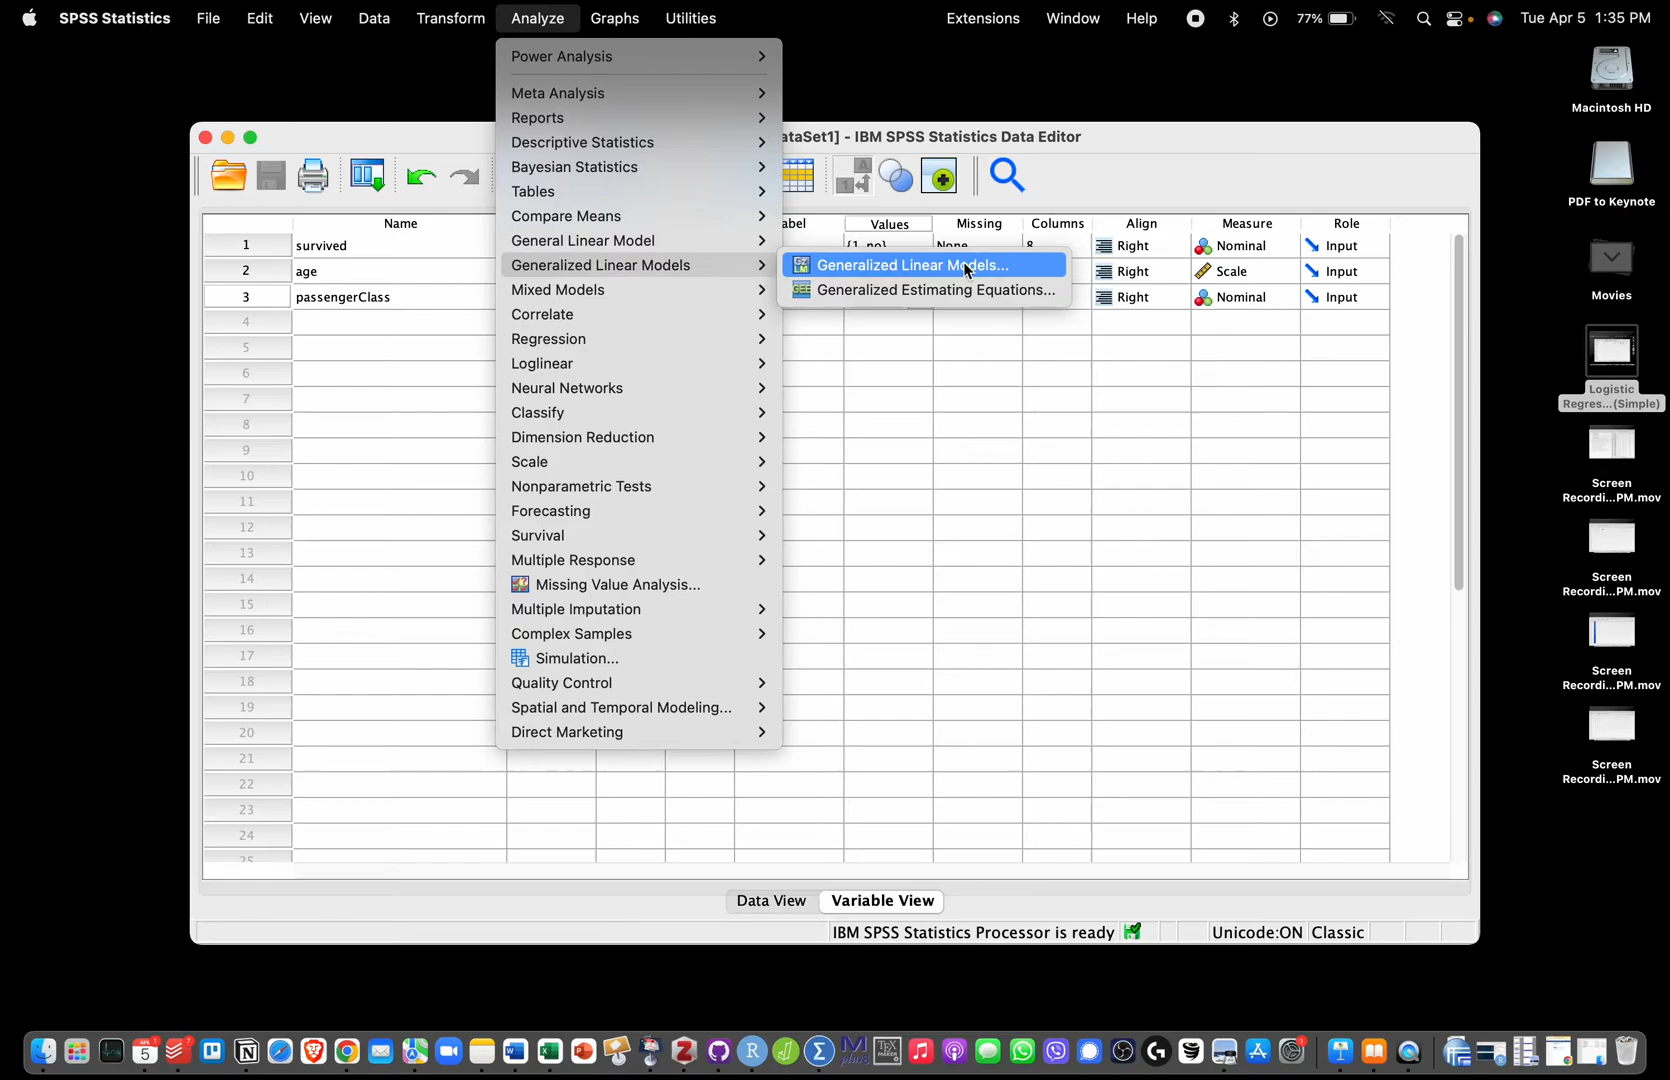 SPSS Statistics File Edit View Data Transform Analyze Graphs Utilities Extensions Window Help 77% Tue Apr 5 1:35 PM
Power Analysis
Meta Analysis
Reports
Descriptive Statistics
Bayesian Statistics
Tables
Compare Means
General Linear Model
Generalized Linear Models
Mixed Models
Correlate
Regression
Loglinear
Neural Networks
Classify
Dimension Reduction
Scale
Nonparametric Tests
Forecasting
Survival
Multiple Response
Missing Value Analysis...
Multiple Imputation
Complex Samples
Simulation...
Quality Control
Spatial and Temporal Modeling...
Direct Marketing
Generalized Linear Models...
Generalized Estimating Equations...
ataSet1] - IBM SPSS Statistics Data Editor
Name abel Values Missing Columns Align Measure Role
1 survived {1, no} None 8 Right Nominal Input
2 age Right Scale Input
3 passengerClass Right Nominal Input
4
5
6
7
8
9
10
11
12
13
14
15
16
17
18
19
20
21
22
23
24
25
Data View Variable View
IBM SPSS Statistics Processor is ready Unicode:ON Classic
Macintosh HD
PDF to Keynote
Movies
Logistic
Regres...(Simple)
Screen
Recordi...PM.mov
Screen
Recordi...PM.mov
Screen
Recordi...PM.mov
Screen
Recordi...PM.mov